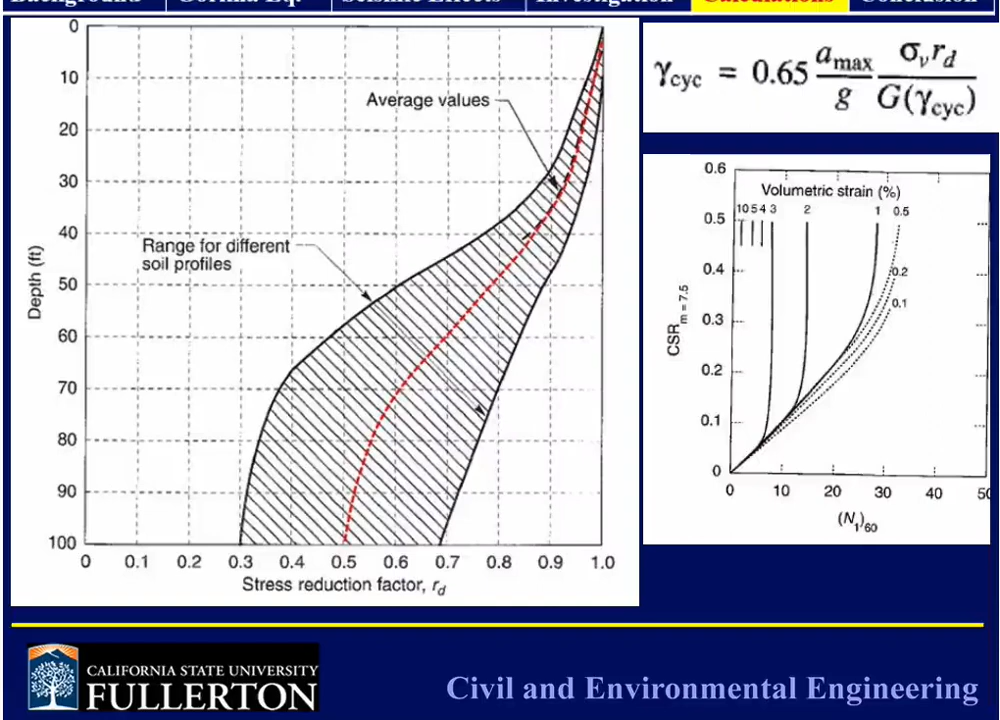 Background
Gorkha Eq.
Seismic Effects
Investigation
Calculations
Conclusion
0
10
20
30
40
50
60
70
80
90
100
Depth (ft)
Average values
Range for different
soil profiles
0 0.1 0.2 0.3 0.4 0.5 0.6 0.7 0.8 0.9 1.0
Stress reduction factor, r_d
γ_cyc = 0.65 a_max/g σ_v r_d/G(γ_cyc)
0.6
0.5
0.4
0.3
0.2
0.1
0
CSR_m = 7.5
Volumetric strain (%)
10 5 4 3 2 1 0.5
0.2
0.1
0 10 20 30 40 50
(N_1)_60
CALIFORNIA STATE UNIVERSITY
FULLERTON
Civil and Environmental Engineering